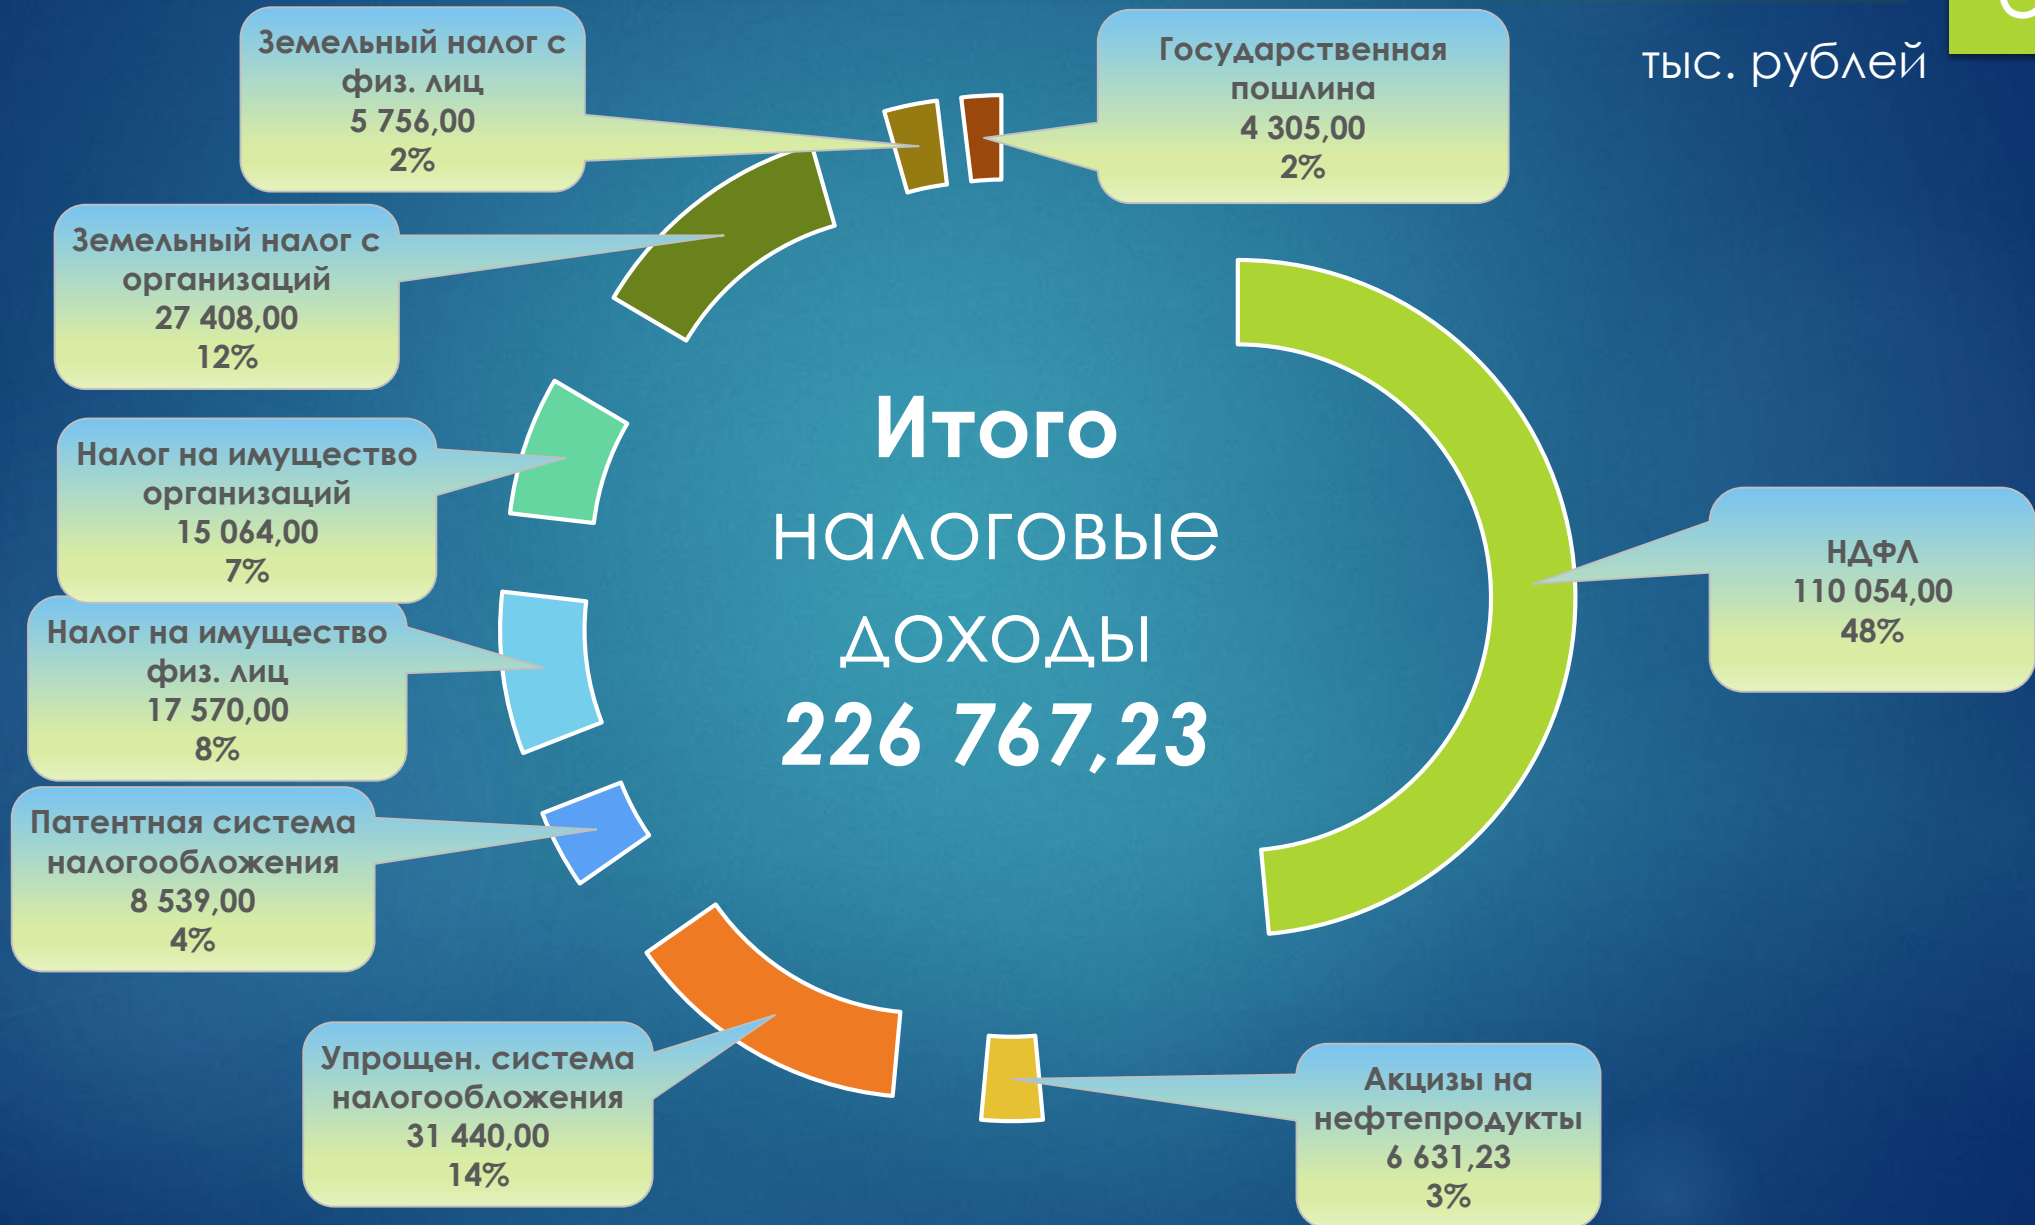 тыс. рублей
Земельный налог с
физ. лиц
5 756,00
2%
Государственная
пошлина
4 305,00
2%
Земельный налог с
организаций
27 408,00
12%
Налог на имущество
организаций
15 064,00
7%
Налог на имущество
физ. лиц
17 570,00
8%
Патентная система
налогообложения
8 539,00
4%
Упрощен. система
налогообложения
31 440,00
14%
Итого
налоговые
доходы
226 767,23
НДФЛ
110 054,00
48%
Акцизы на
нефтепродукты
6 631,23
3%